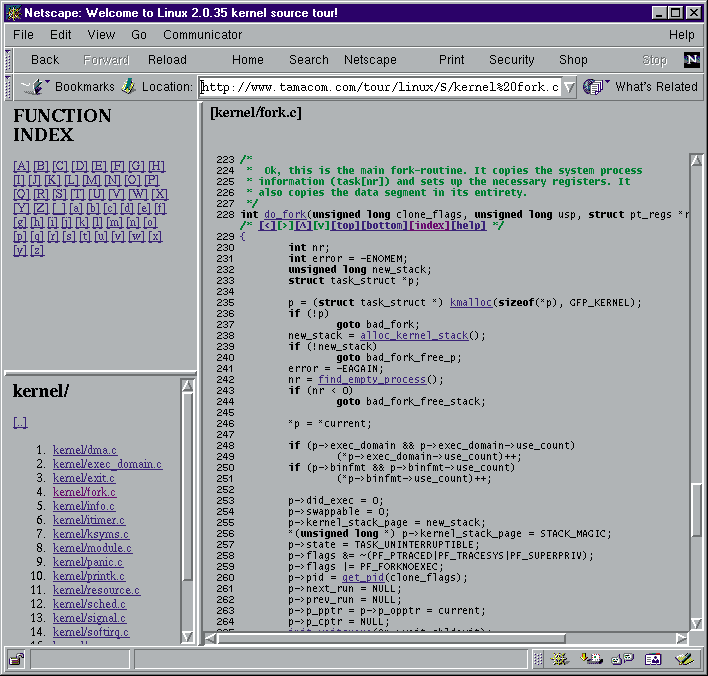 Netscape: Welcome to Linux 2.0.35 kernel source tour!
File Edit View Go Communicator Help
Back Forward Reload Home Search Netscape Print Security Shop Stop N
Bookmarks Location: http://www.tamacom.com/tour/linux/S/kernel%20fork.c What's Related
FUNCTION
INDEX
[A] [B] [C] [D] [E] [F] [G] [H]
[I] [J] [K] [L] [M] [N] [O] [P]
[Q] [R] [S] [T] [U] [V] [W] [X]
[Y] [Z] [_] [a] [b] [c] [d] [e] [f]
[g] [h] [i] [j] [k] [l] [m] [n] [o]
[p] [q] [r] [s] [t] [u] [v] [w] [x]
[y] [z]
kernel/
[..]
1. kernel/dma.c
2. kernel/exec_domain.c
3. kernel/exit.c
4. kernel/fork.c
5. kernel/info.c
6. kernel/itimer.c
7. kernel/ksyms.c
8. kernel/module.c
9. kernel/panic.c
10. kernel/printk.c
11. kernel/resource.c
12. kernel/sched.c
13. kernel/signal.c
14. kernel/softirq.c
[kernel/fork.c]
223 /*
224 * Ok, this is the main fork-routine. It copies the system process
225 * information (task[nr]) and sets up the necessary registers. It
226 * also copies the data segment in its entirety.
227 */
228 int do_fork(unsigned long clone_flags, unsigned long usp, struct pt_regs *r
/* [<][>][^][v][top][bottom][index][help] */
229 {
230 int nr;
231 int error = -ENOMEM;
232 unsigned long new_stack;
233 struct task_struct *p;
234
235 p = (struct task_struct *) kmalloc(sizeof(*p), GFP_KERNEL);
236 if (!p)
237 goto bad_fork;
238 new_stack = alloc_kernel_stack();
239 if (!new_stack)
240 goto bad_fork_free_p;
241 error = -EAGAIN;
242 nr = find_empty_process();
243 if (nr < 0)
244 goto bad_fork_free_stack;
245
246 *p = *current;
247
248 if (p->exec_domain && p->exec_domain->use_count)
249 (*p->exec_domain->use_count)++;
250 if (p->binfmt && p->binfmt->use_count)
251 (*p->binfmt->use_count)++;
252
253 p->did_exec = 0;
254 p->swappable = 0;
255 p->kernel_stack_page = new_stack;
256 *(unsigned long *) p->kernel_stack_page = STACK_MAGIC;
257 p->state = TASK_UNINTERRUPTIBLE;
258 p->flags &= ~(PF_PTRACED|PF_TRACESYS|PF_SUPERPRIV);
259 p->flags |= PF_FORKNOEXEC;
260 p->pid = get_pid(clone_flags);
261 p->next_run = NULL;
262 p->prev_run = NULL;
263 p->p_pptr = p->p_opptr = current;
264 p->p_cptr = NULL;